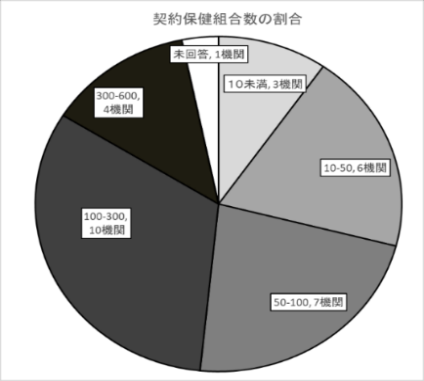 契約保健組合数の割合
未回答, 1機関
10未満, 3機関
300-600,
4機関
10-50, 6機関
100-300,
10機関
50-100, 7機関